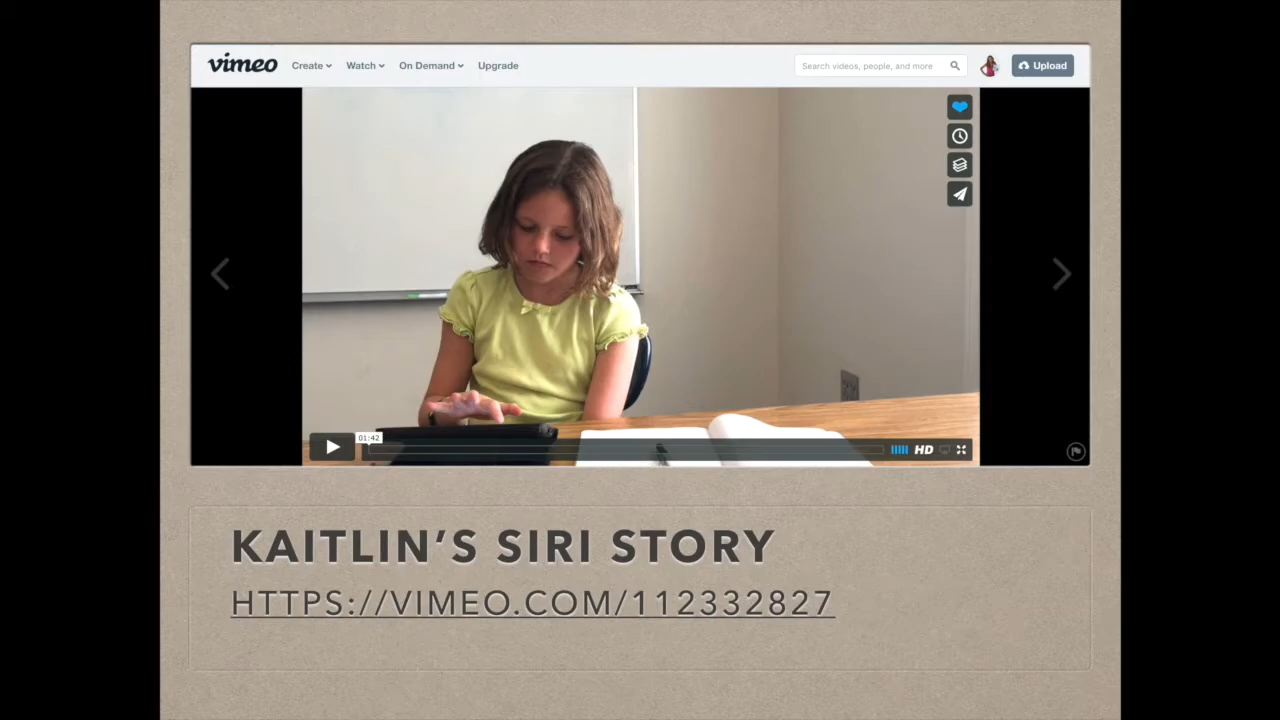 vimeo Create Watch On Demand Upgrade Search videos, people, and more Upload
01:42
HD
KAITLIN’S SIRI STORY
HTTPS://VIMEO.COM/112332827